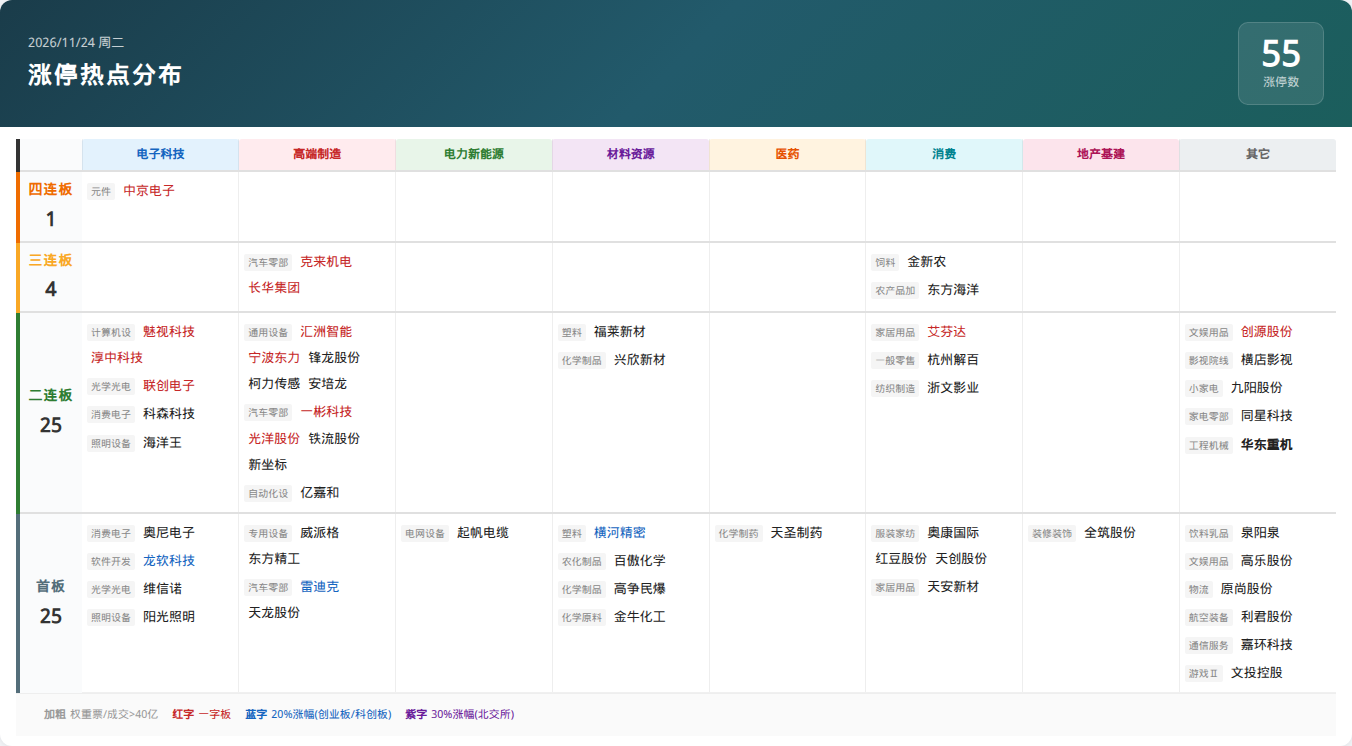 2026/11/24 周二
涨停热点分布
55
涨停数
电子科技 高端制造 电力新能源 材料资源 医药 消费 地产基建 其它
四连板
1
元件 中京电子
三连板
4
汽车零部 克来机电
长华集团
饲料 金新农
农产品加 东方海洋
二连板
25
计算机设 魅视科技
淳中科技
光学光电 联创电子
消费电子 科森科技
照明设备 海洋王
通用设备 汇洲智能
宁波东力 锋龙股份
柯力传感 安培龙
汽车零部 一彬科技
光洋股份 铁流股份
新坐标
自动化设 亿嘉和
塑料 福莱新材
化学制品 兴欣新材
家居用品 艾芬达
一般零售 杭州解百
纺织制造 浙文影业
文娱用品 创源股份
影视院线 横店影视
小家电 九阳股份
家电零部 同星科技
工程机械 华东重机
首板
25
消费电子 奥尼电子
软件开发 龙软科技
光学光电 维信诺
照明设备 阳光照明
专用设备 威派格
东方精工
汽车零部 雷迪克
天龙股份
电网设备 起帆电缆
塑料 横河精密
农化制品 百傲化学
化学制品 高争民爆
化学原料 金牛化工
化学制药 天圣制药
服装家纺 奥康国际
红豆股份 天创股份
家居用品 天安新材
装修装饰 全筑股份
饮料乳品 泉阳泉
文娱用品 高乐股份
物流 原尚股份
航空装备 利君股份
通信服务 嘉环科技
游戏Ⅱ 文投控股
加粗 权重票/成交>40亿 红字 一字板 蓝字 20%涨幅(创业板/科创板) 紫字 30%涨幅(北交所)